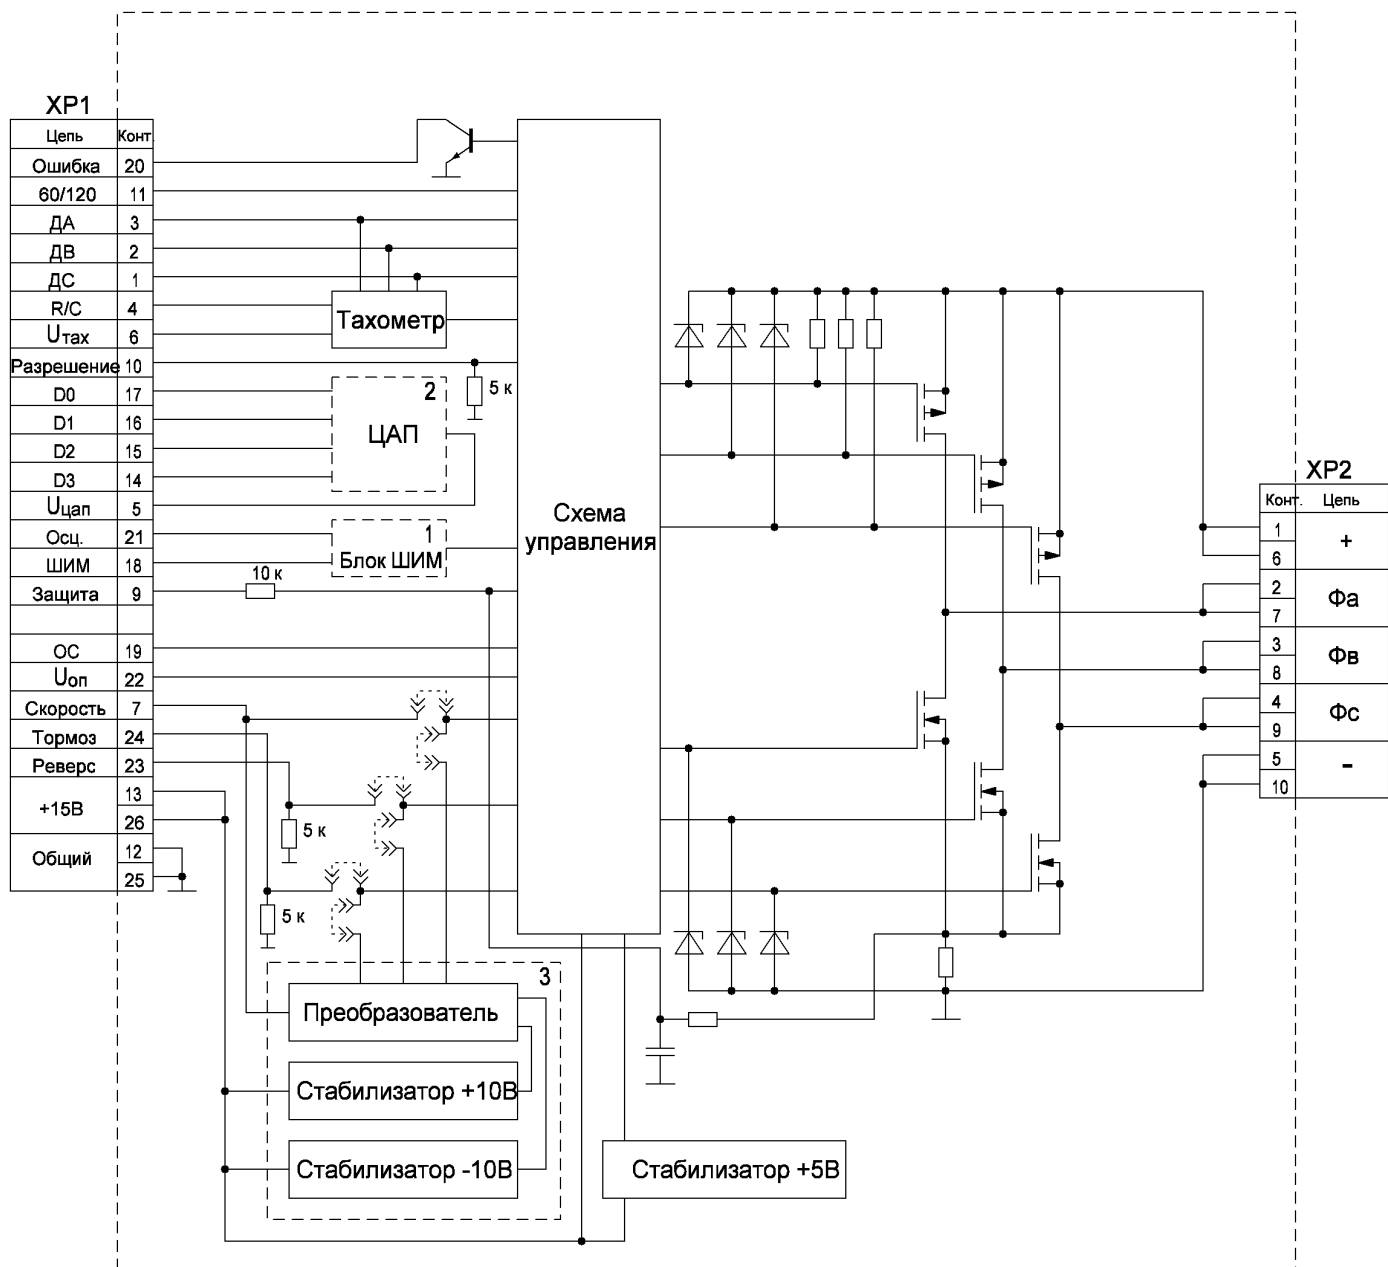 XP1
Цепь Конт
Ошибка 20
60/120 11
ДА 3
ДВ 2
ДС 1
R/C 4
Uтах 6
Разрешение 10
D0 17
D1 16
D2 15
D3 14
Uцап 5
Осц. 21
ШИМ 18
Защита 9
ОС 19
Uоп 22
Скорость 7
Тормоз 24
Реверс 23
+15В 13
26
Общий 12
25
Тахометр
5 к
2
ЦАП
1
Блок ШИМ
10 к
5 к
5 к
3
Преобразователь
Стабилизатор +10В
Стабилизатор -10В
Стабилизатор +5В
Схема
управления
XP2
Конт. Цепь
1
+
6
2
Фа
7
3
Фв
8
4
Фс
9
5
-
10